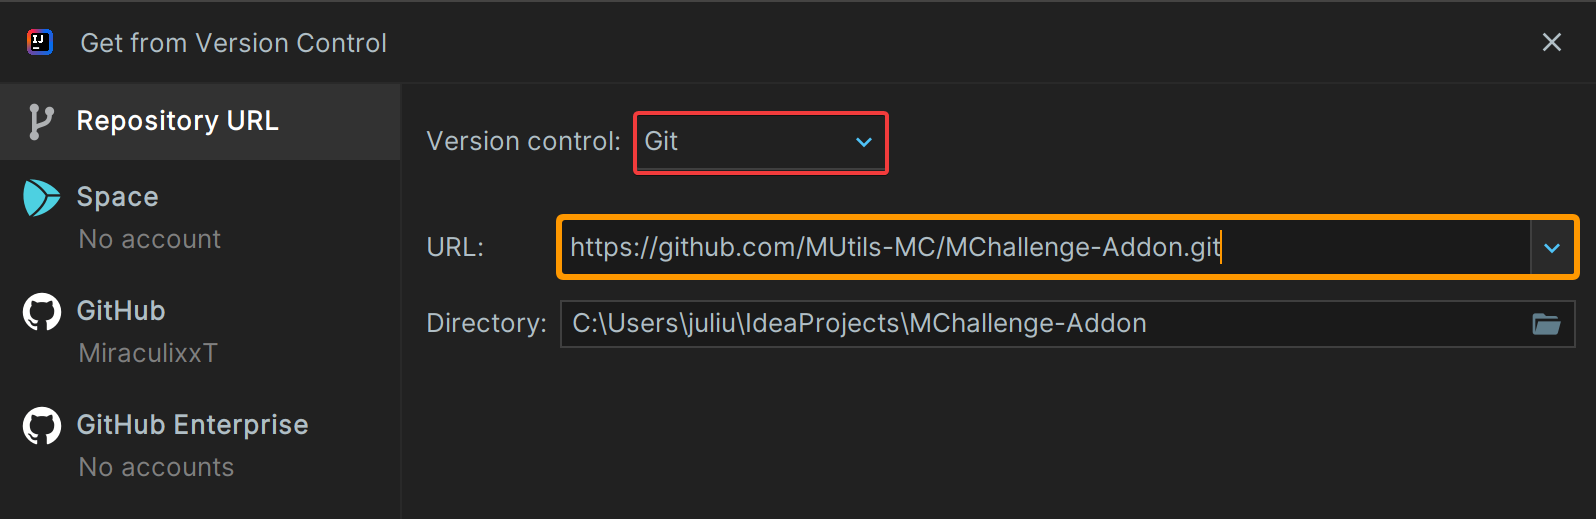 IJ
Get from Version Control
Repository URL
Space
No account
GitHub
MiraculixxT
GitHub Enterprise
No accounts
Version control: Git
URL: https://github.com/MUtils-MC/MChallenge-Addon.git
Directory: C:\Users\juliu\IdeaProjects\MChallenge-Addon